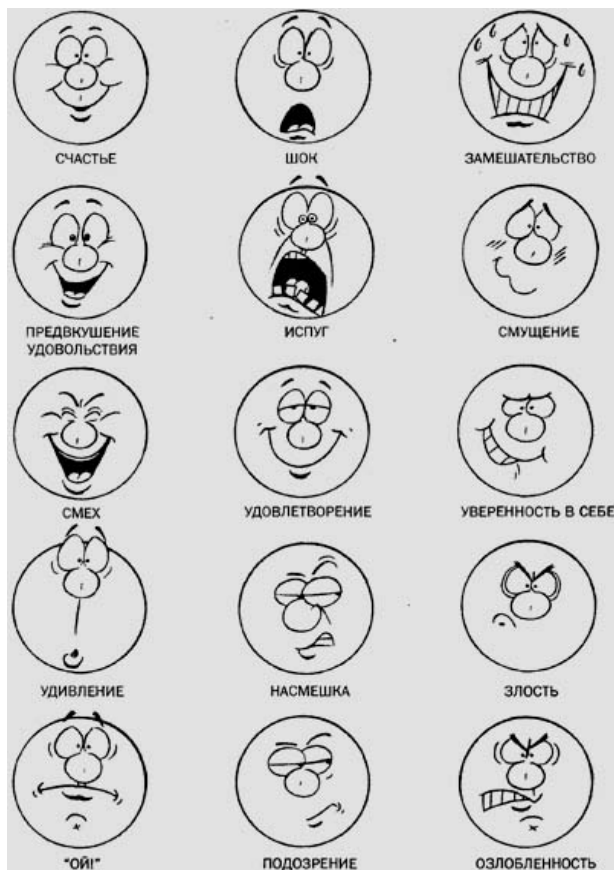 СЧАСТЬЕ
ШОК
ЗАМЕШАТЕЛЬСТВО
ПРЕДВКУШЕНИЕ
УДОВОЛЬСТВИЯ
ИСПУГ
СМУЩЕНИЕ
СМЕХ
УДОВЛЕТВОРЕНИЕ
УВЕРЕННОСТЬ В СЕБЕ
УДИВЛЕНИЕ
НАСМЕШКА
ЗЛОСТЬ
"ОЙ!"
ПОДОЗРЕНИЕ
ОЗЛОБЛЕННОСТЬ